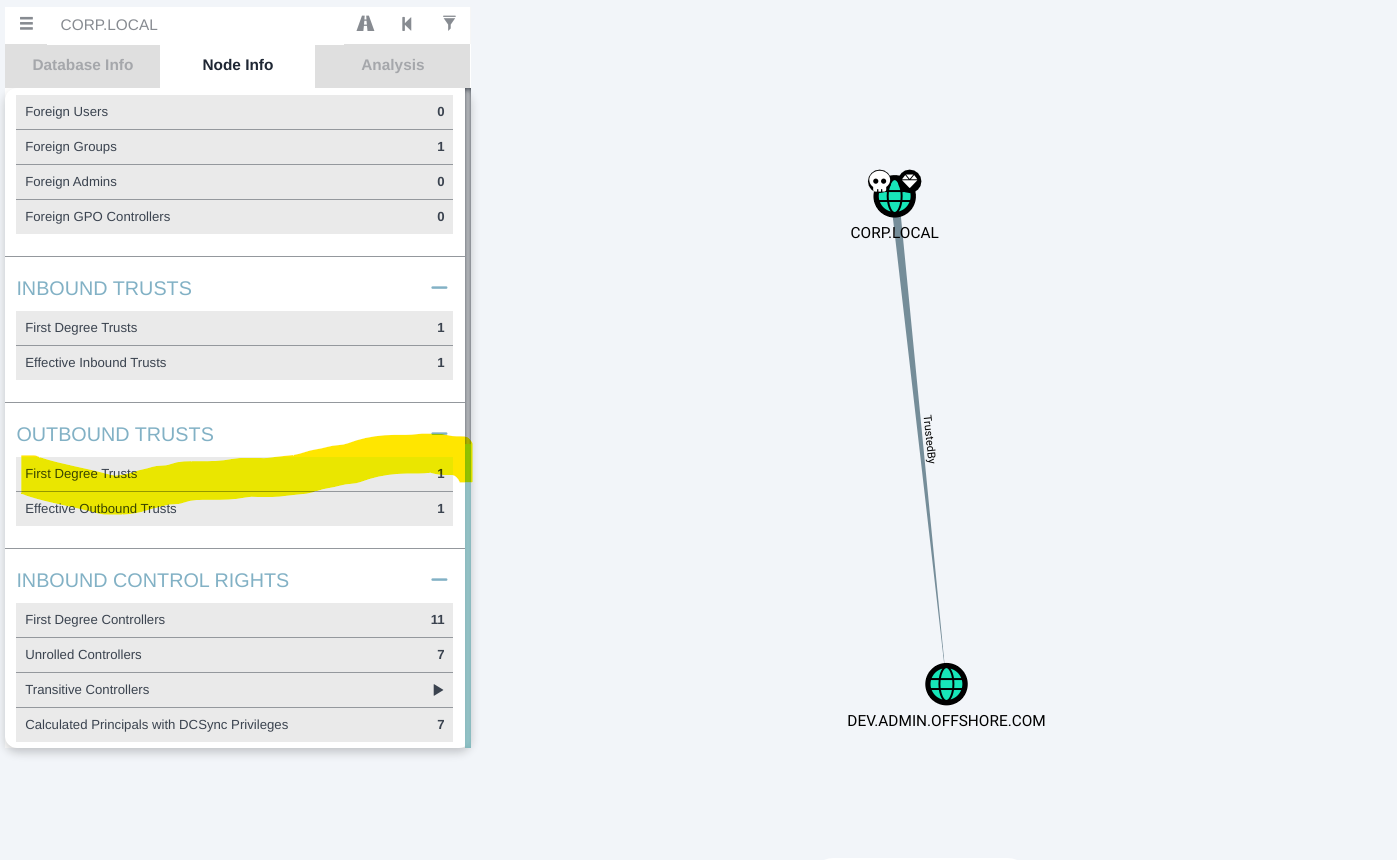 CORP.LOCAL
Database Info
Node Info
Analysis
Foreign Users 0
Foreign Groups 1
Foreign Admins 0
Foreign GPO Controllers 0
INBOUND TRUSTS
First Degree Trusts 1
Effective Inbound Trusts 1
OUTBOUND TRUSTS
First Degree Trusts 1
Effective Outbound Trusts 1
INBOUND CONTROL RIGHTS
First Degree Controllers 11
Unrolled Controllers 7
Transitive Controllers
Calculated Principals with DCSync Privileges 7
CORP.LOCAL
TrustedBy
DEV.ADMIN.OFFSHORE.COM